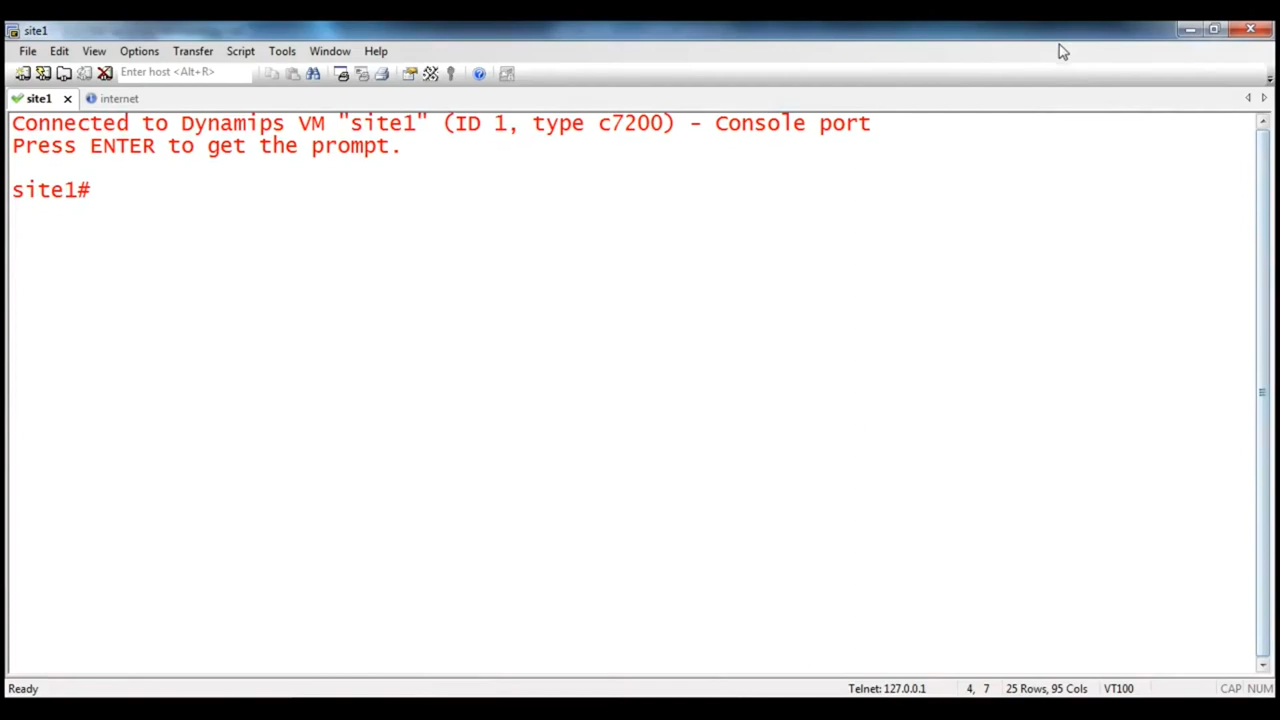 site1
File Edit View Options Transfer Script Tools Window Help
Enter host <Alt+R>
site1 internet
Connected to Dynamips VM "site1" (ID 1, type c7200) - Console port
Press ENTER to get the prompt.
site1#
Ready Telnet: 127.0.0.1 4, 7 25 Rows, 95 Cols VT100 CAP NUM